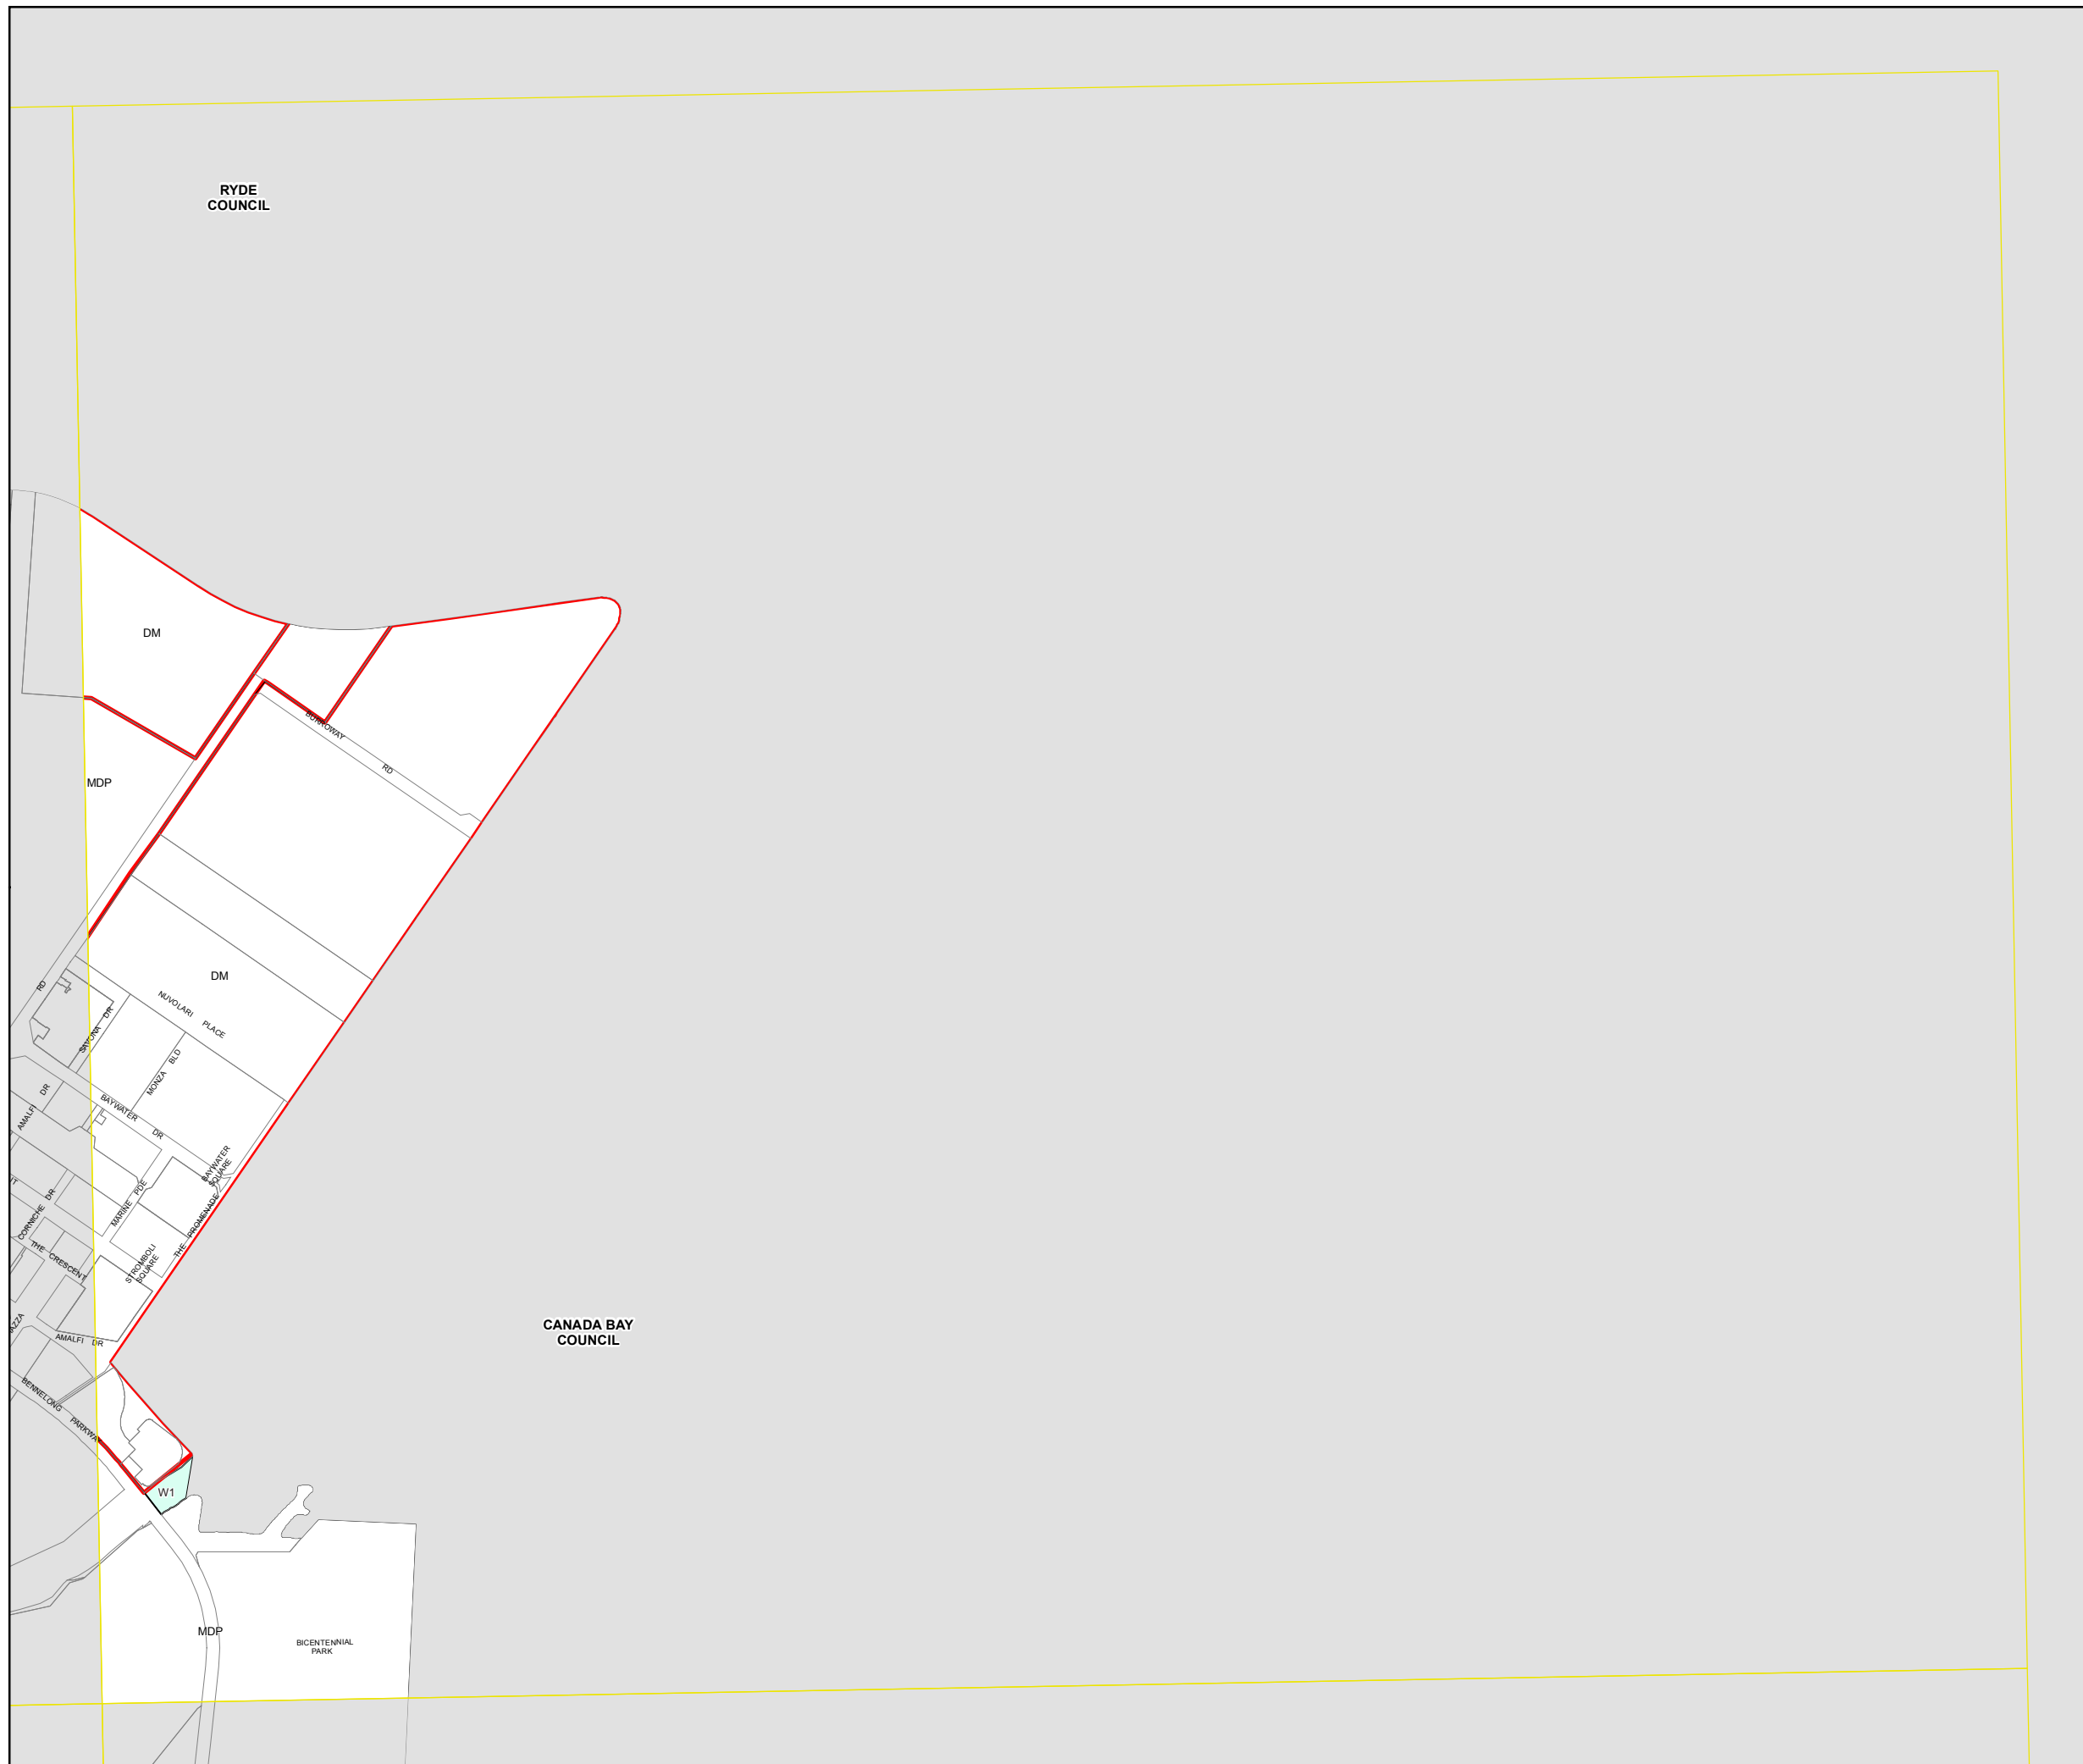 RYDE
COUNCIL
DM
BURROWAY
RD
MDP
DM
RD
NUVOLARI PLACE
SAVONA DR
MONZA BLD
AMALFI DR
BAYWATER DR
BAYWATER
SQUARE
MARINE PDE
THE PROMENADE
CORNICHE DR
THE CRESCENT
STROMBOLI
SQUARE
AMALFI DR
CANADA BAY
COUNCIL
BENNELONG
W1
MDP
BICENTENNIAL
PARK